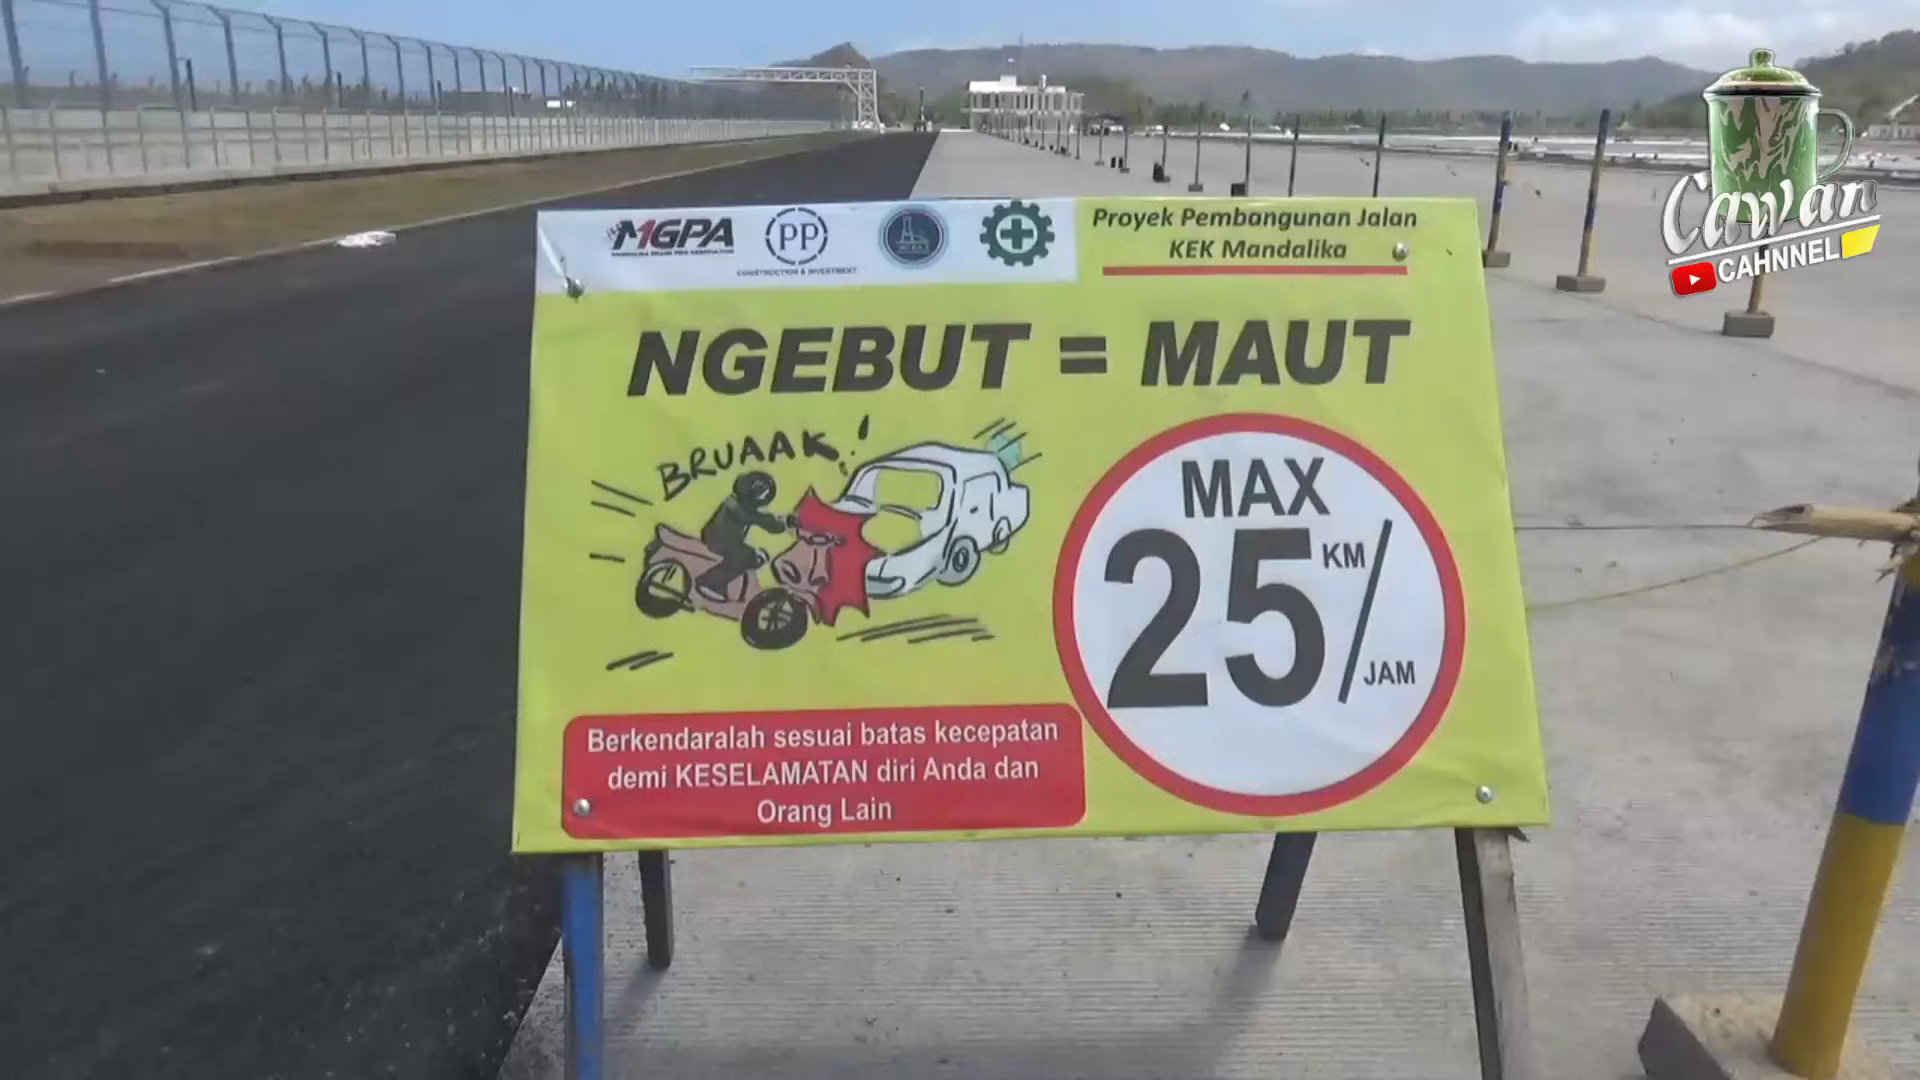 MGPA
PP
CONSTRUCTION & INVESTMENT
Proyek Pembangunan Jalan
KEK Mandalika
NGEBUT = MAUT
BRUAAK!
MAX
25 KM/JAM
Berkendaralah sesuai batas kecepatan
demi KESELAMATAN diri Anda dan
Orang Lain
Cawan
CAHNNEL